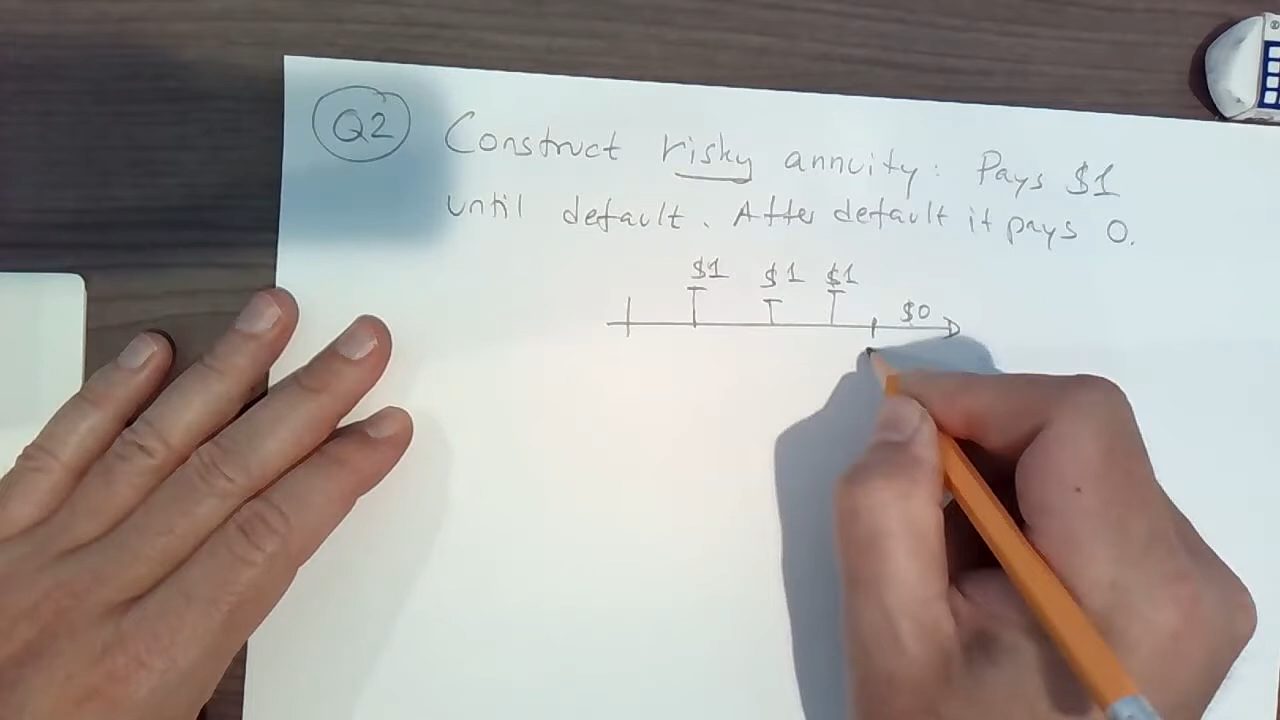 Q2 Construct risky annuity: Pays $1
until default. After default it pays 0.
$1 $1 $1 $0